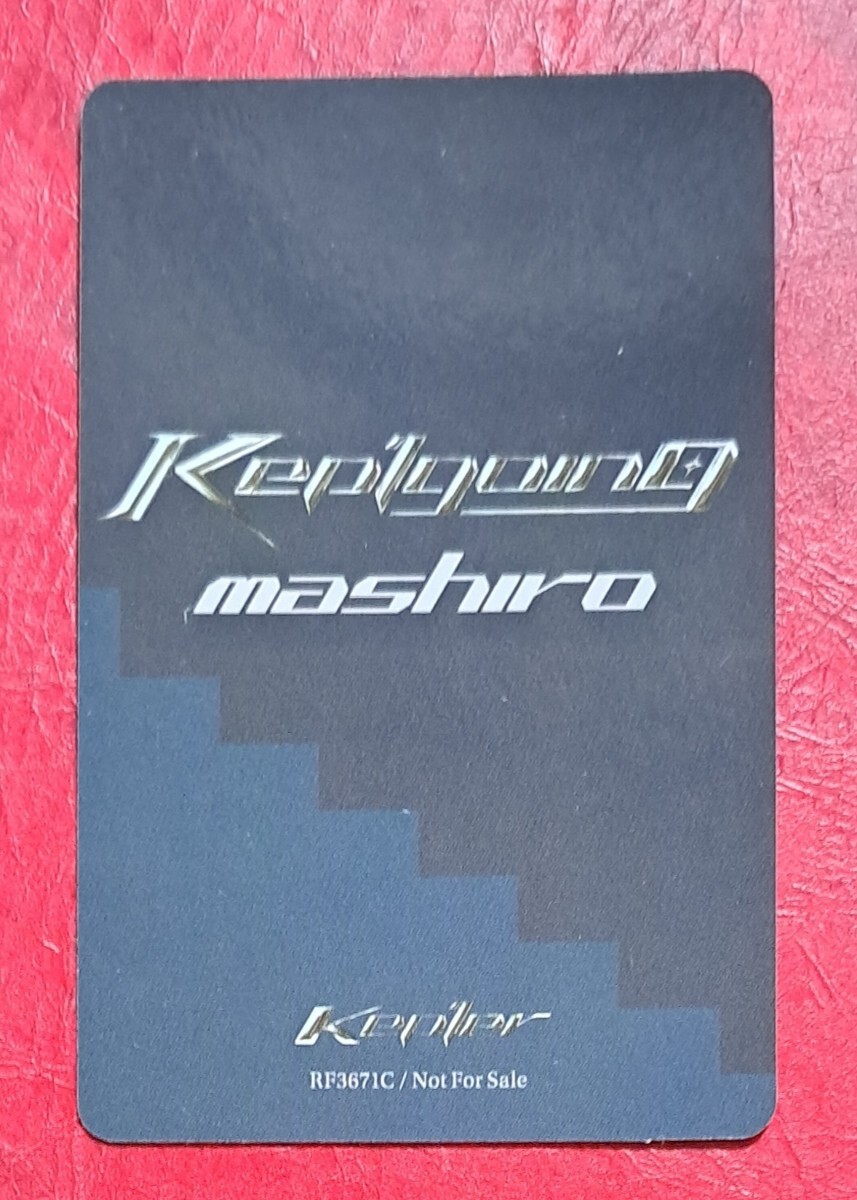 Kep1going
mashiro
Kep1er
RF3671C / Not For Sale